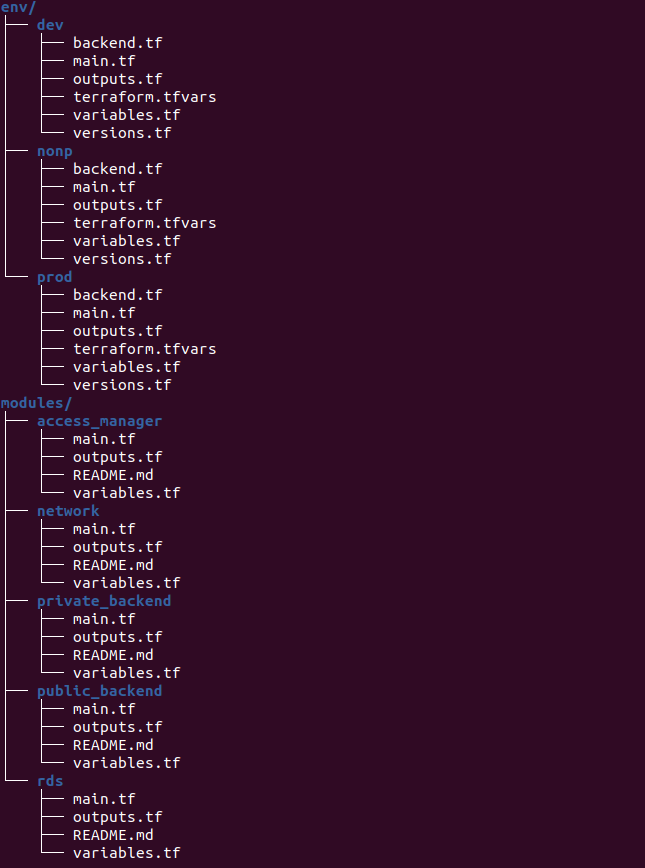 env/
├── dev
│   ├── backend.tf
│   ├── main.tf
│   ├── outputs.tf
│   ├── terraform.tfvars
│   ├── variables.tf
│   └── versions.tf
├── nonp
│   ├── backend.tf
│   ├── main.tf
│   ├── outputs.tf
│   ├── terraform.tfvars
│   ├── variables.tf
│   └── versions.tf
└── prod
    ├── backend.tf
    ├── main.tf
    ├── outputs.tf
    ├── terraform.tfvars
    ├── variables.tf
    └── versions.tf
modules/
├── access_manager
│   ├── main.tf
│   ├── outputs.tf
│   ├── README.md
│   └── variables.tf
├── network
│   ├── main.tf
│   ├── outputs.tf
│   ├── README.md
│   └── variables.tf
├── private_backend
│   ├── main.tf
│   ├── outputs.tf
│   ├── README.md
│   └── variables.tf
├── public_backend
│   ├── main.tf
│   ├── outputs.tf
│   ├── README.md
│   └── variables.tf
└── rds
    ├── main.tf
    ├── outputs.tf
    ├── README.md
    └── variables.tf